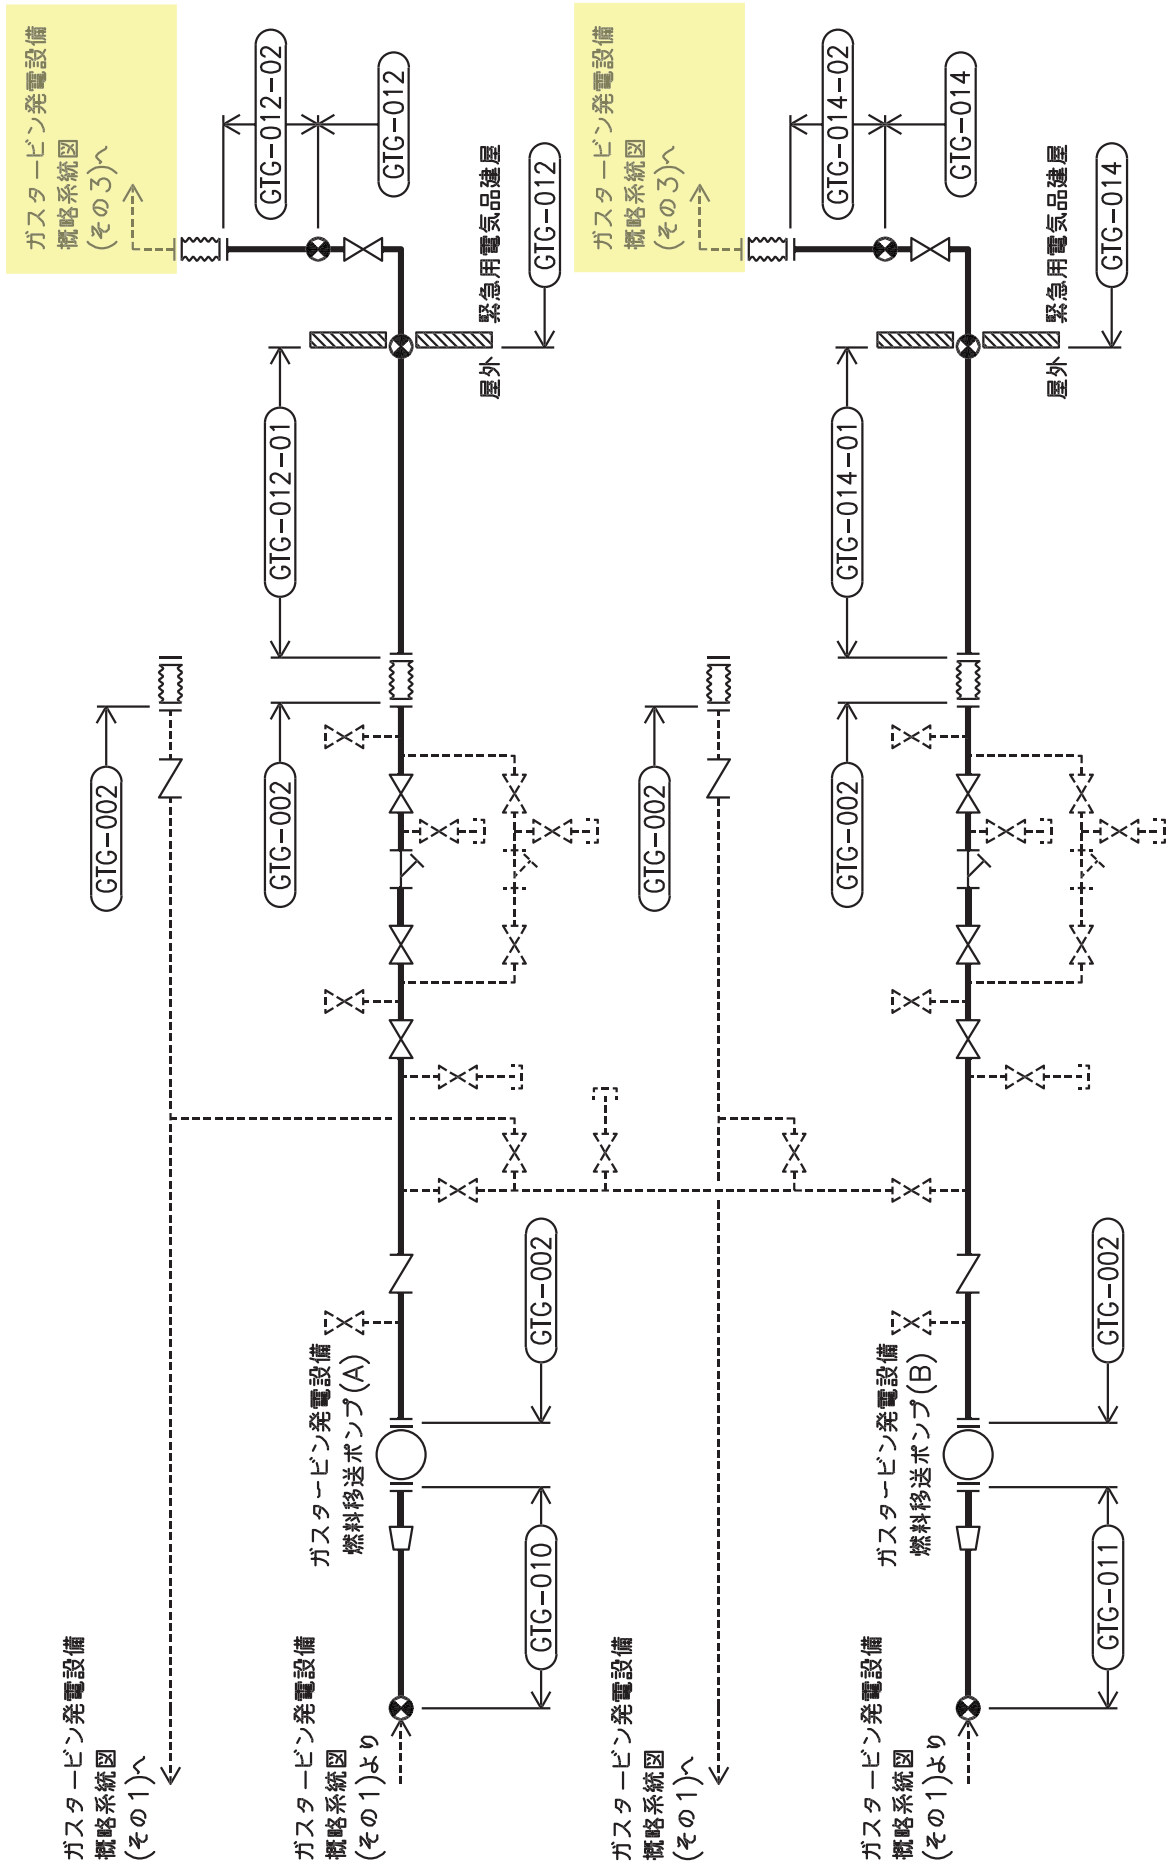 ガスタービン発電設備
概略系統図
(その3)へ
ガスタービン発電設備
概略系統図
(その1)へ
GTG-002
GTG-012-02
GTG-002
GTG-012-01
ガスタービン発電設備
概略系統図
(その1)より
ガスタービン発電設備
燃料移送ポンプ(A)
GTG-012
屋外
緊急用電気品建屋
GTG-010
GTG-002
GTG-012
ガスタービン発電設備
概略系統図
(その3)へ
ガスタービン発電設備
概略系統図
(その1)へ
GTG-002
GTG-014-02
GTG-002
GTG-014-01
ガスタービン発電設備
概略系統図
(その1)より
ガスタービン発電設備
燃料移送ポンプ(B)
GTG-014
屋外
緊急用電気品建屋
GTG-011
GTG-002
GTG-014